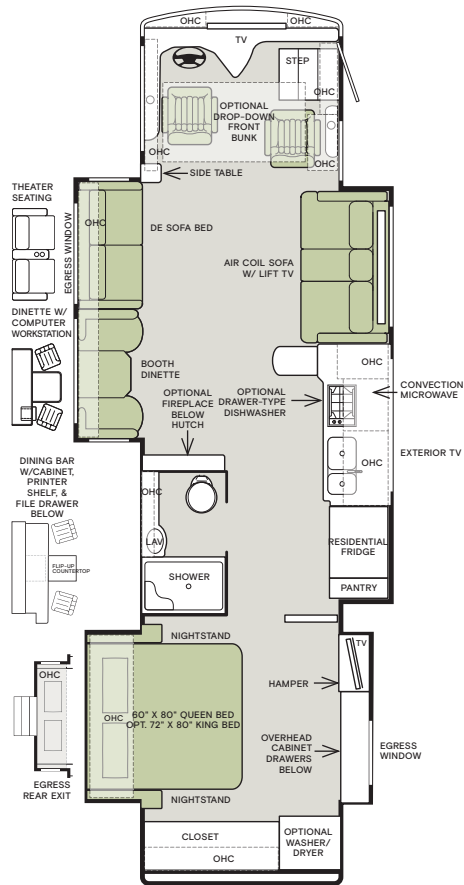 OHC
OHC
TV
STEP
OHC
OPTIONAL
DROP-DOWN
FRONT
BUNK
OHC
OHC
SIDE TABLE
THEATER
SEATING
EGRESS WINDOW
OHC
DE SOFA BED
AIR COIL SOFA
W/ LIFT TV
DINETTE W/
COMPUTER
WORKSTATION
BOOTH
DINETTE
OPTIONAL
FIREPLACE
BELOW
HUTCH
OPTIONAL
DRAWER-TYPE
DISHWASHER
OHC
CONVECTION
MICROWAVE
OHC
EXTERIOR TV
DINING BAR
W/CABINET,
PRINTER
SHELF, &
FILE DRAWER
BELOW
FLIP-UP
COUNTERTOP
OHC
LAV
SHOWER
RESIDENTIAL
FRIDGE
PANTRY
NIGHTSTAND
TV
HAMPER
OHC
OHC
60" X 80" QUEEN BED
OPT. 72" X 80" KING BED
OVERHEAD
CABINET
DRAWERS
BELOW
EGRESS
WINDOW
EGRESS
REAR EXIT
NIGHTSTAND
CLOSET
OHC
OPTIONAL
WASHER/
DRYER